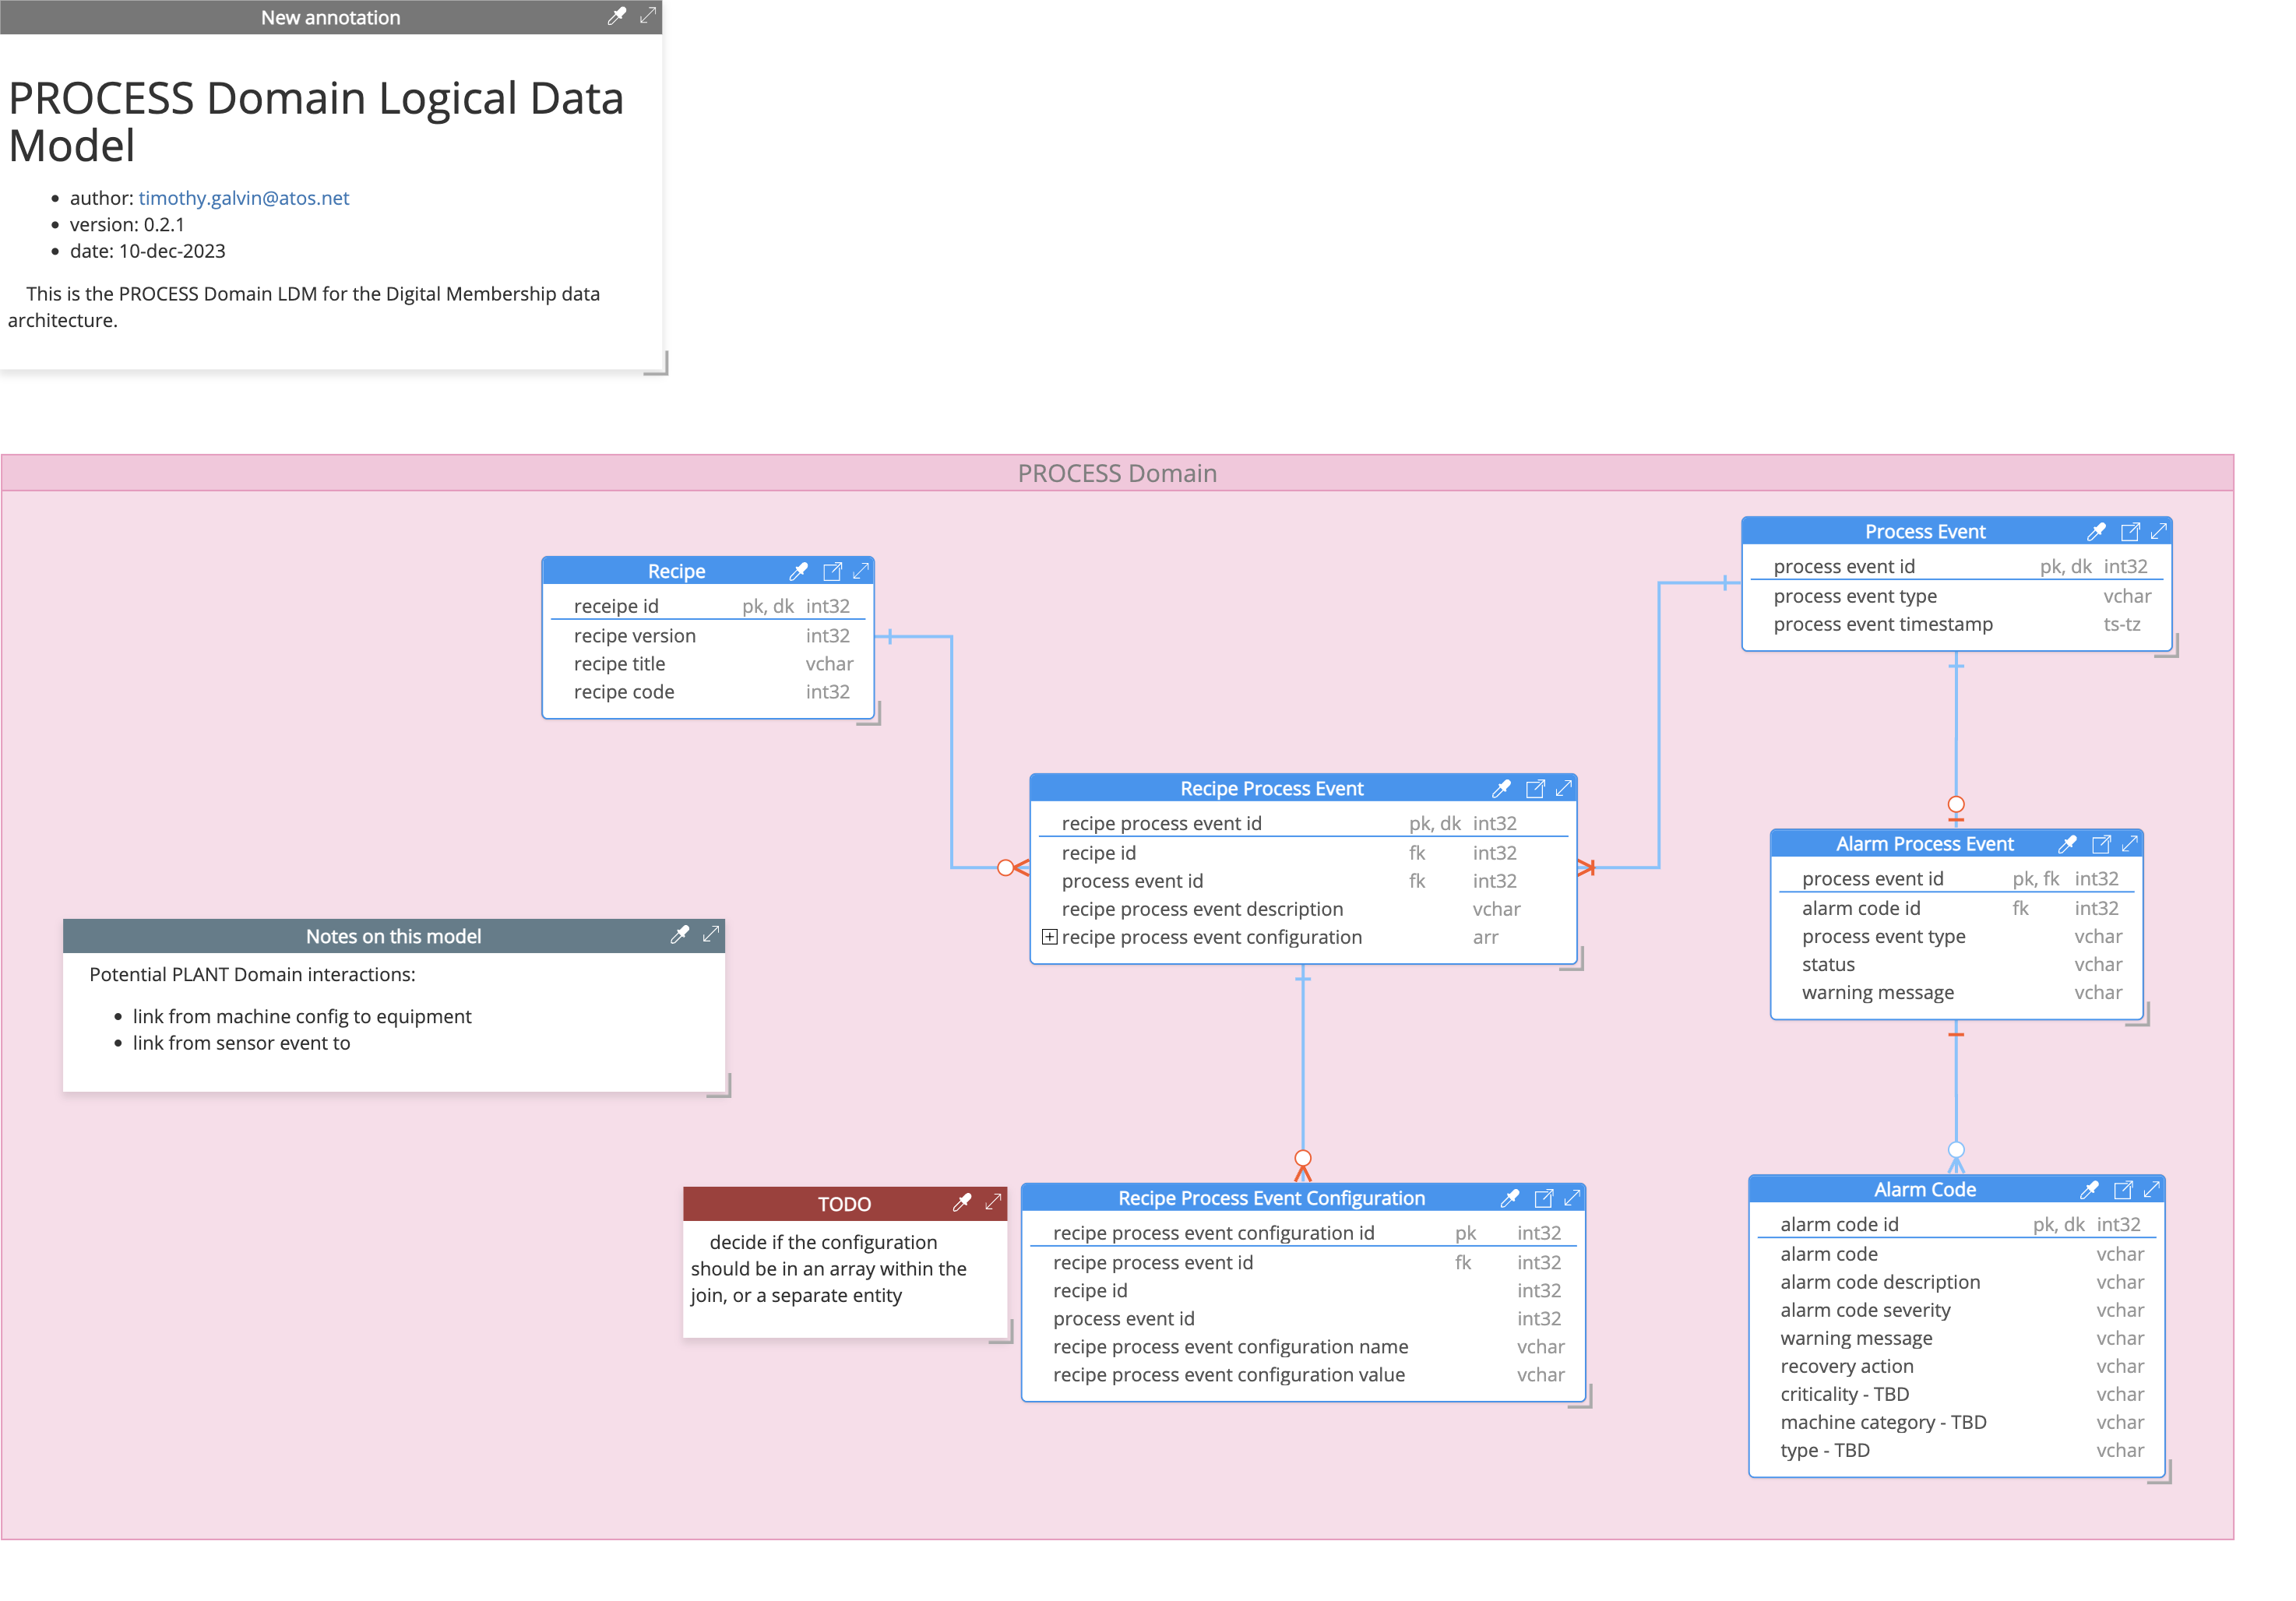 New annotation
PROCESS Domain Logical Data
Model
• author: timothy.galvin@atos.net
• version: 0.2.1
• date: 10-dec-2023
This is the PROCESS Domain LDM for the Digital Membership data
architecture.
PROCESS Domain
Recipe
receipe id pk, dk int32
recipe version int32
recipe title vchar
recipe code int32
Process Event
process event id pk, dk int32
process event type vchar
process event timestamp ts-tz
Recipe Process Event
recipe process event id pk, dk int32
recipe id fk int32
process event id fk int32
recipe process event description vchar
recipe process event configuration arr
Alarm Process Event
process event id pk, fk int32
alarm code id fk int32
process event type vchar
status vchar
warning message vchar
Notes on this model
Potential PLANT Domain interactions:
• link from machine config to equipment
• link from sensor event to
TODO
decide if the configuration
should be in an array within the
join, or a separate entity
Recipe Process Event Configuration
recipe process event configuration id pk int32
recipe process event id fk int32
recipe id int32
process event id int32
recipe process event configuration name vchar
recipe process event configuration value vchar
Alarm Code
alarm code id pk, dk int32
alarm code vchar
alarm code description vchar
alarm code severity vchar
warning message vchar
recovery action vchar
criticality - TBD vchar
machine category - TBD vchar
type - TBD vchar